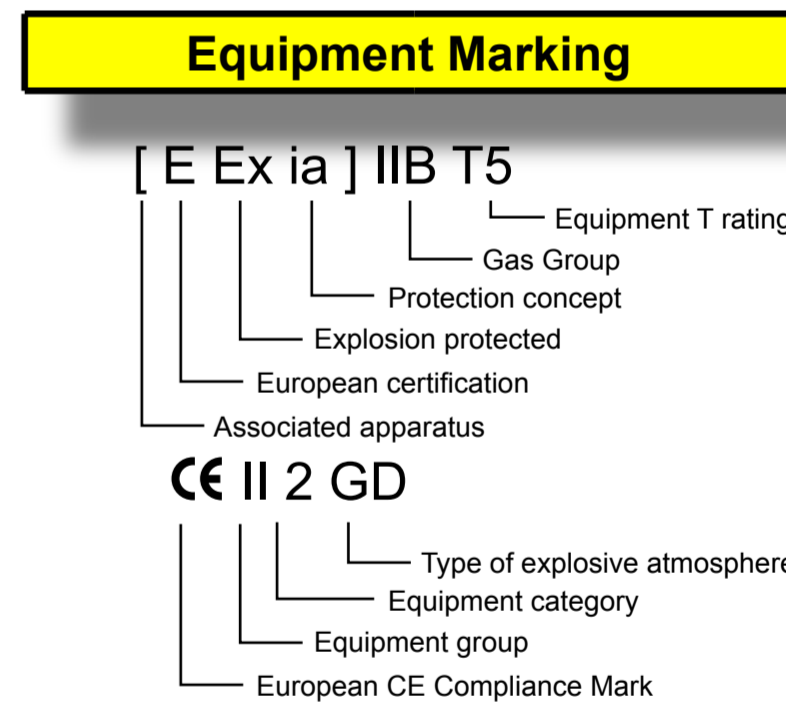 Equipment Marking
[ E Ex ia ] IIB T5
Equipment T rating
Gas Group
Protection concept
Explosion protected
European certification
Associated apparatus
CE II 2 GD
Type of explosive atmosphere
Equipment category
Equipment group
European CE Compliance Mark